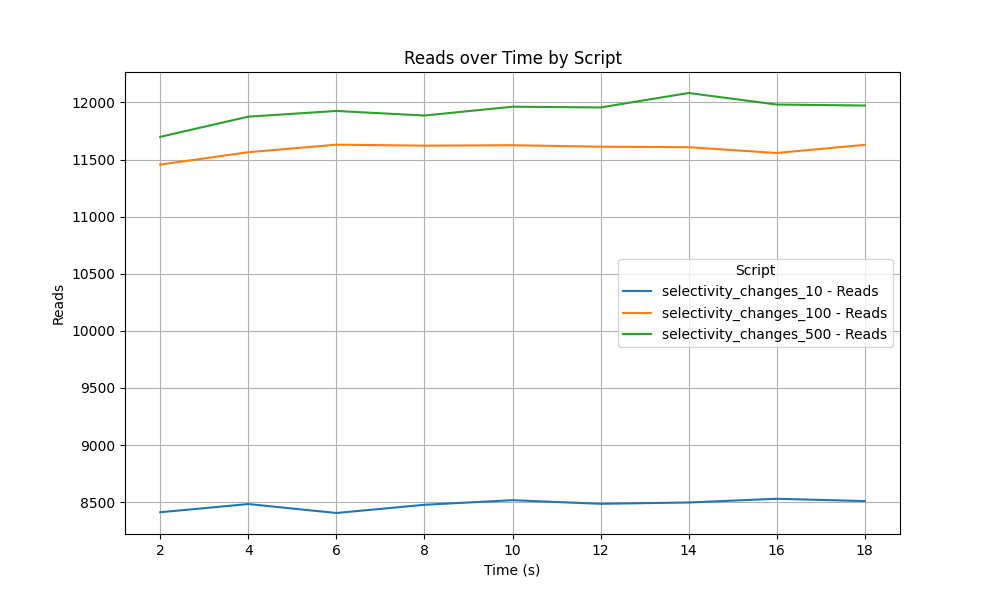 Reads over Time by Script
12000
11500
11000
10500
10000
9500
9000
8500
Reads
Script
selectivity_changes_10 - Reads
selectivity_changes_100 - Reads
selectivity_changes_500 - Reads
2 4 6 8 10 12 14 16 18
Time (s)